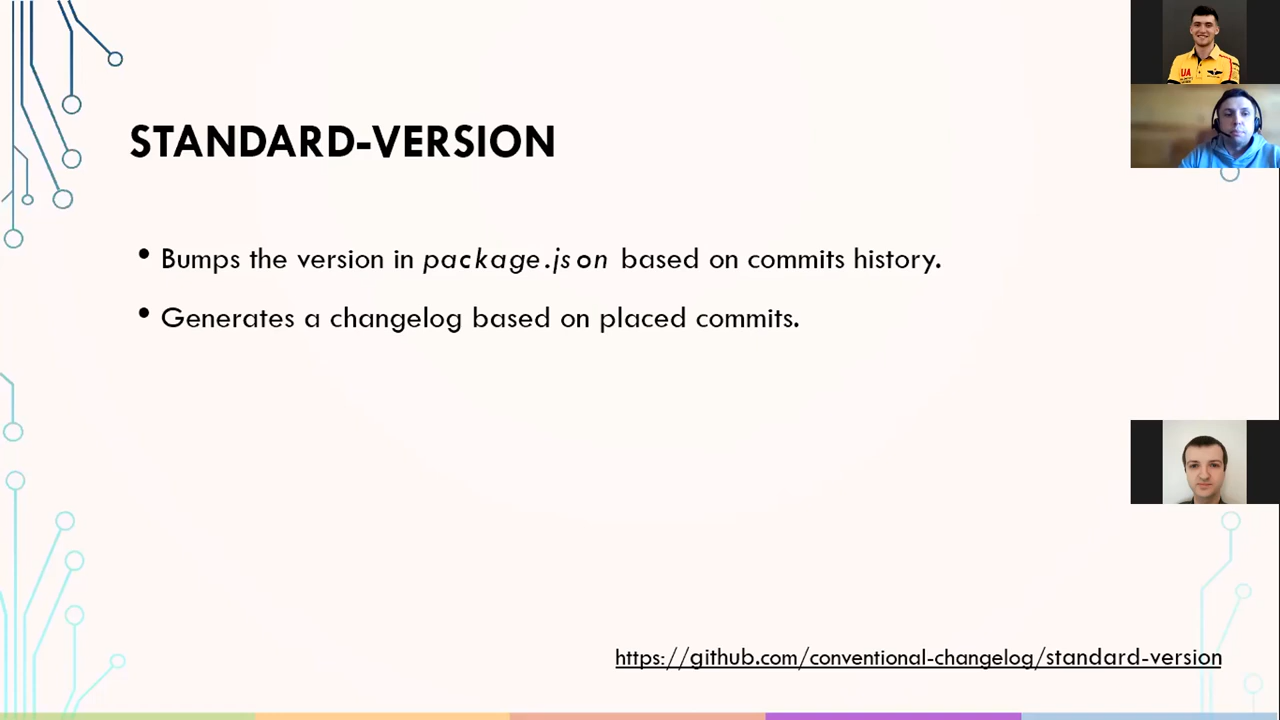 STANDARD-VERSION
• Bumps the version in package.json based on commits history.
• Generates a changelog based on placed commits.
https://github.com/conventional-changelog/standard-version
UA